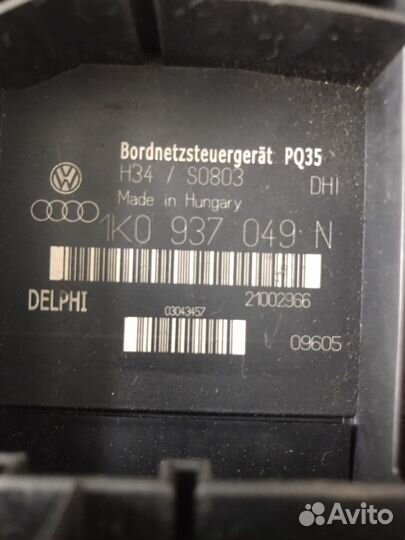 Bordnetzsteuergerät PQ35
H34 / S0803 DHI
Made in Hungary
1K0 937 049 N
DELPHI 21002966
03043457
09605
Avito